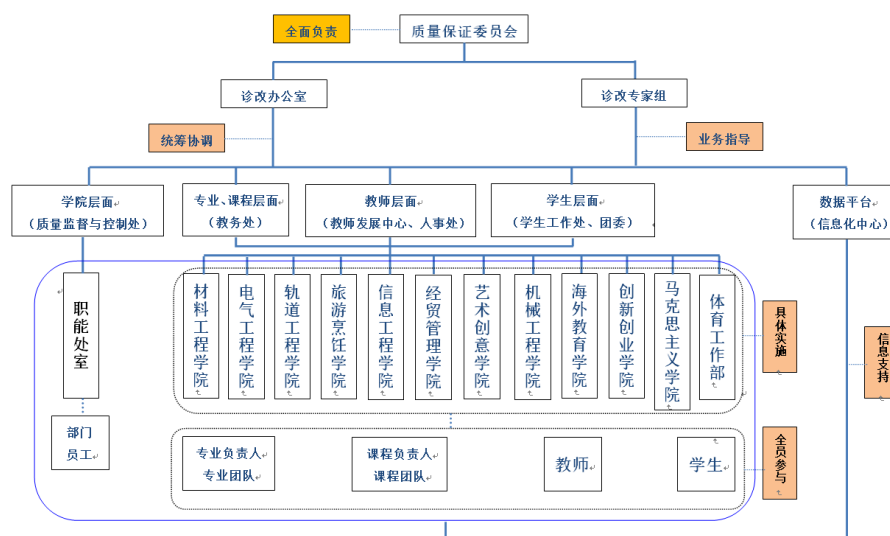 全面负责
质量保证委员会
诊改办公室
诊改专家组
统筹协调
业务指导
学院层面
（质量监督与控制处）
专业、课程层面
（教务处）
教师层面
（教师发展中心、人事处）
学生层面
（学生工作处、团委）
数据平台
（信息化中心）
职能处室
材料工程学院
电气工程学院
轨道工程学院
旅游烹饪学院
信息工程学院
经贸管理学院
艺术创意学院
机械工程学院
海外教育学院
创新创业学院
马克思主义学院
体育工作部
具体实施
信息支持
部门
员工
专业负责人
专业团队
课程负责人
课程团队
教师
学生
全员参与